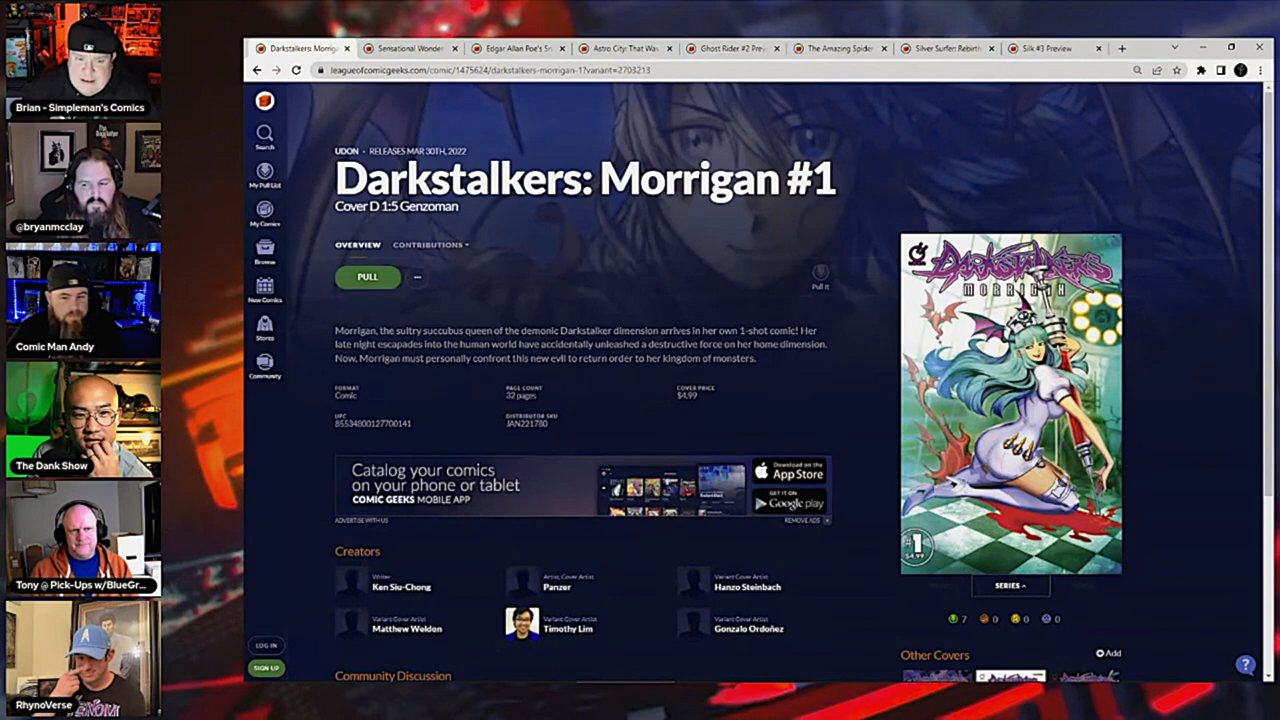 Brian - Simpleman's Comics
@bryanmcclay
Comic Man Andy
The Dank Show
Tony @ Pick-Ups w/BlueGr...
RhynoVerse
Darkstalkers: Morriga
Sensational Wonder
Edgar Allan Poe's Sn
Astro City: That Was
Ghost Rider #2 Prev
The Amazing Spider
Silver Surfer: Rebirth
Silk #3 Preview
leagueofcomicgeeks.com/comic/1475624/darkstalkers-morrigan-1?variant=2703213
Search
My Pull List
My Comics
Browse
New Comics
Stores
Community
LOG IN
SIGN UP
UDON - RELEASES MAR 30TH, 2022
Darkstalkers: Morrigan #1
Cover D 1:5 Genzoman
OVERVIEW CONTRIBUTIONS
PULL
Pull It
Morrigan, the sultry succubus queen of the demonic Darkstalker dimension arrives in her own 1-shot comic! Her
late night escapades into the human world have accidentally unleashed a destructive force on her home dimension.
Now, Morrigan must personally confront this new evil to return order to her kingdom of monsters.
FORMAT
Comic
PAGE COUNT
32 pages
COVER PRICE
$4.99
UPC
85534800127700141
DISTRIBUTOR SKU
JAN221780
Catalog your comics
on your phone or tablet
COMIC GEEKS MOBILE APP
Download on the
App Store
GET IT ON
Google play
ADVERTISE WITH US
REMOVE ADS
Creators
Writer
Ken Siu-Chong
Artist, Cover Artist
Panzer
Variant Cover Artist
Hanzo Steinbach
Variant Cover Artist
Matthew Weldon
Variant Cover Artist
Timothy Lim
Variant Cover Artist
Gonzalo Ordoñez
Community Discussion
DARKSTALKERS
MORRIGAN
#1
$4.99
SERIES
7 0 0 0
Other Covers
Add
?